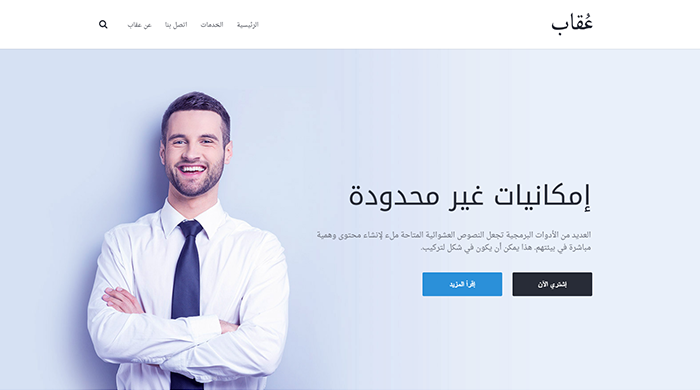 عُقاب
الرئيسية
الخدمات
اتصل بنا
عن عقاب
إمكانيات غير محدودة
العديد من الأدوات البرمجية تجعل النصوص العشوائية المتاحة ملء لإنشاء محتوى وهمية
مباشرة في بيئتهم. هذا يمكن أن يكون في شكل لتركيب.
إشتري الأن
إقرأ المزيد